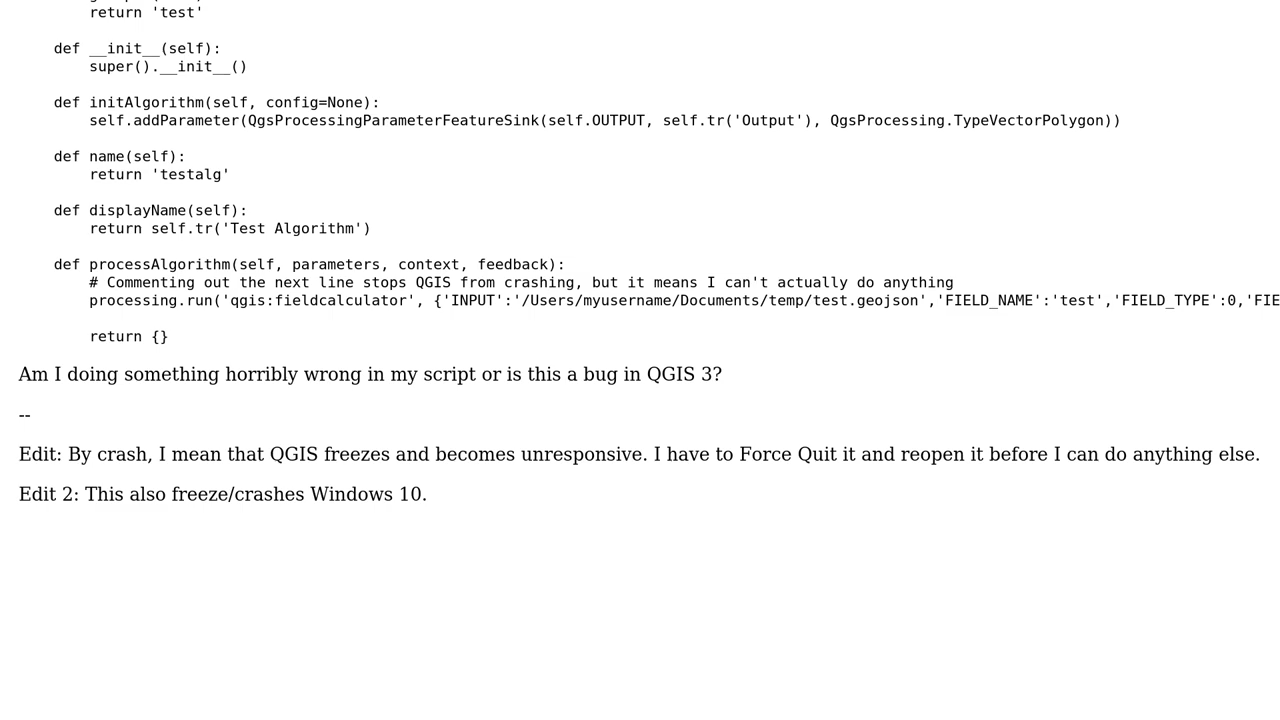 return 'test'
def __init__(self):
super().__init__()
def initAlgorithm(self, config=None):
self.addParameter(QgsProcessingParameterFeatureSink(self.OUTPUT, self.tr('Output'), QgsProcessing.TypeVectorPolygon))
def name(self):
return 'testalg'
def displayName(self):
return self.tr('Test Algorithm')
def processAlgorithm(self, parameters, context, feedback):
# Commenting out the next line stops QGIS from crashing, but it means I can't actually do anything
processing.run('qgis:fieldcalculator', {'INPUT':'/Users/myusername/Documents/temp/test.geojson','FIELD_NAME':'test','FIELD_TYPE':0,'FIE
return {}
Am I doing something horribly wrong in my script or is this a bug in QGIS 3?
--
Edit: By crash, I mean that QGIS freezes and becomes unresponsive. I have to Force Quit it and reopen it before I can do anything else.
Edit 2: This also freeze/crashes Windows 10.